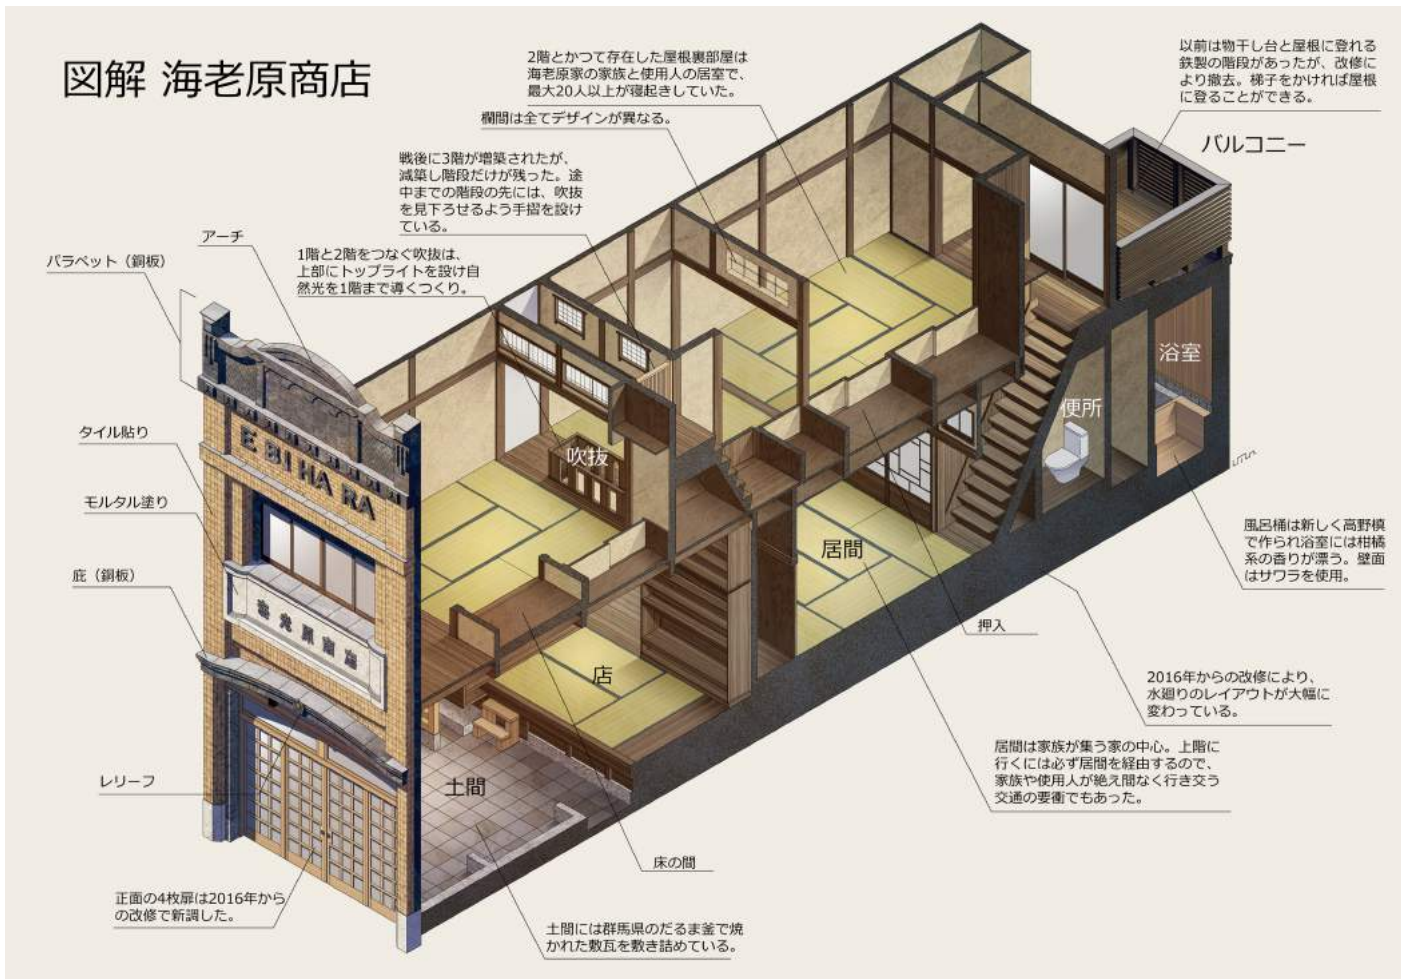 図解 海老原商店
2階とかつて存在した屋根裏部屋は
海老原家の家族と使用人の居室で、
最大20人以上が寝起きしていた。
欄間は全てデザインが異なる。
戦後に3階が増築されたが、
減築し階段だけが残った。途
中までの階段の先には、吹抜
を見下ろせるよう手摺を設け
ている。
1階と2階をつなぐ吹抜は、
上部にトップライトを設け自
然光を1階まで導くつくり。
以前は物干し台と屋根に登れる
鉄製の階段があったが、改修に
より撤去。梯子をかければ屋根
に登ることができる。
バルコニー
アーチ
パラペット（銅板）
タイル貼り
モルタル塗り
庇（銅板）
レリーフ
正面の4枚扉は2016年から
の改修で新調した。
EBIHARA
海老原商店
吹抜
居間
店
土間
便所
浴室
風呂桶は新しく高野槙
で作られ浴室には柑橘
系の香りが漂う。壁面
はサワラを使用。
押入
2016年からの改修により、
水廻りのレイアウトが大幅に
変わっている。
居間は家族が集う家の中心。上階に
行くには必ず居間を経由するので、
家族や使用人が絶え間なく行き交う
交通の要衝でもあった。
床の間
土間には群馬県のだるま釜で焼
かれた敷瓦を敷き詰めている。